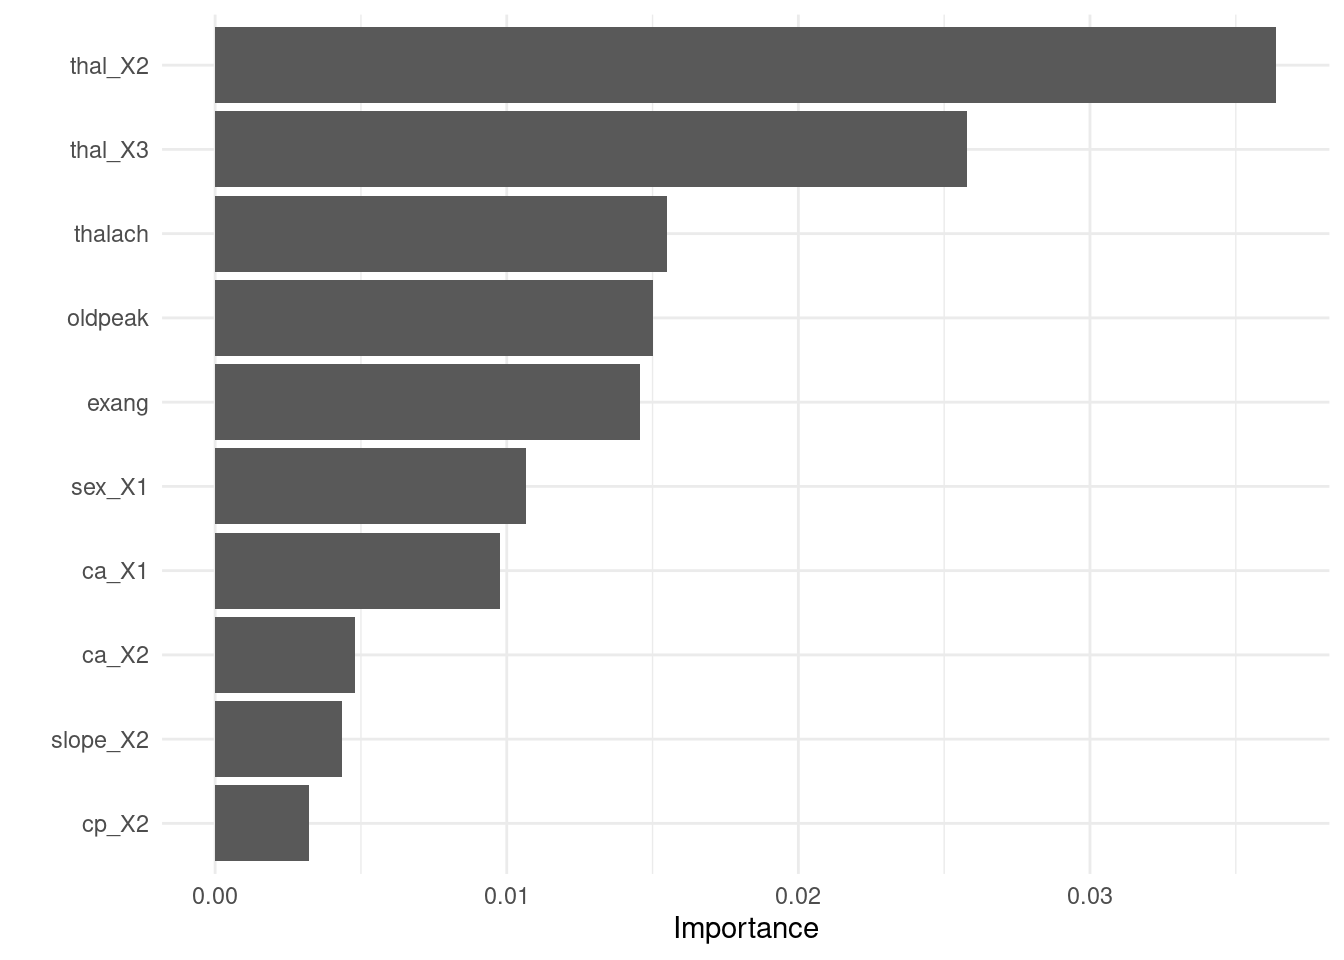 thal_X2
thal_X3
thalach
oldpeak
exang
sex_X1
ca_X1
ca_X2
slope_X2
cp_X2
0.00 0.01 0.02 0.03
Importance